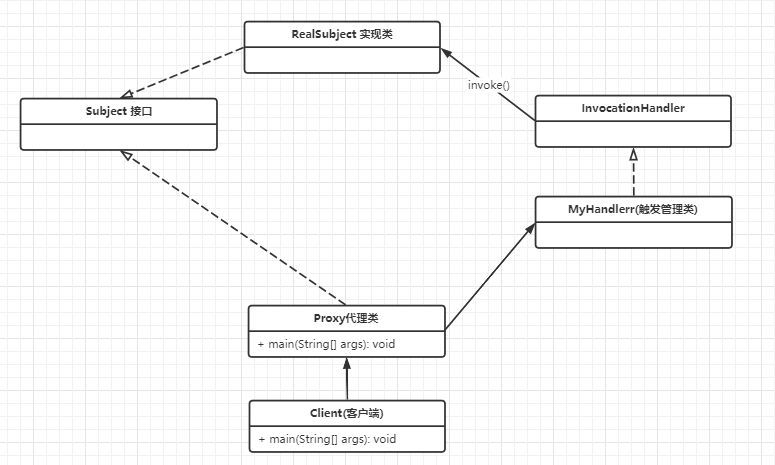 RealSubject 实现类
invoke()
Subject 接口
InvocationHandler
MyHandlerr(触发管理类)
Proxy代理类
+ main(String[] args): void
Client(客户端)
+ main(String[] args): void